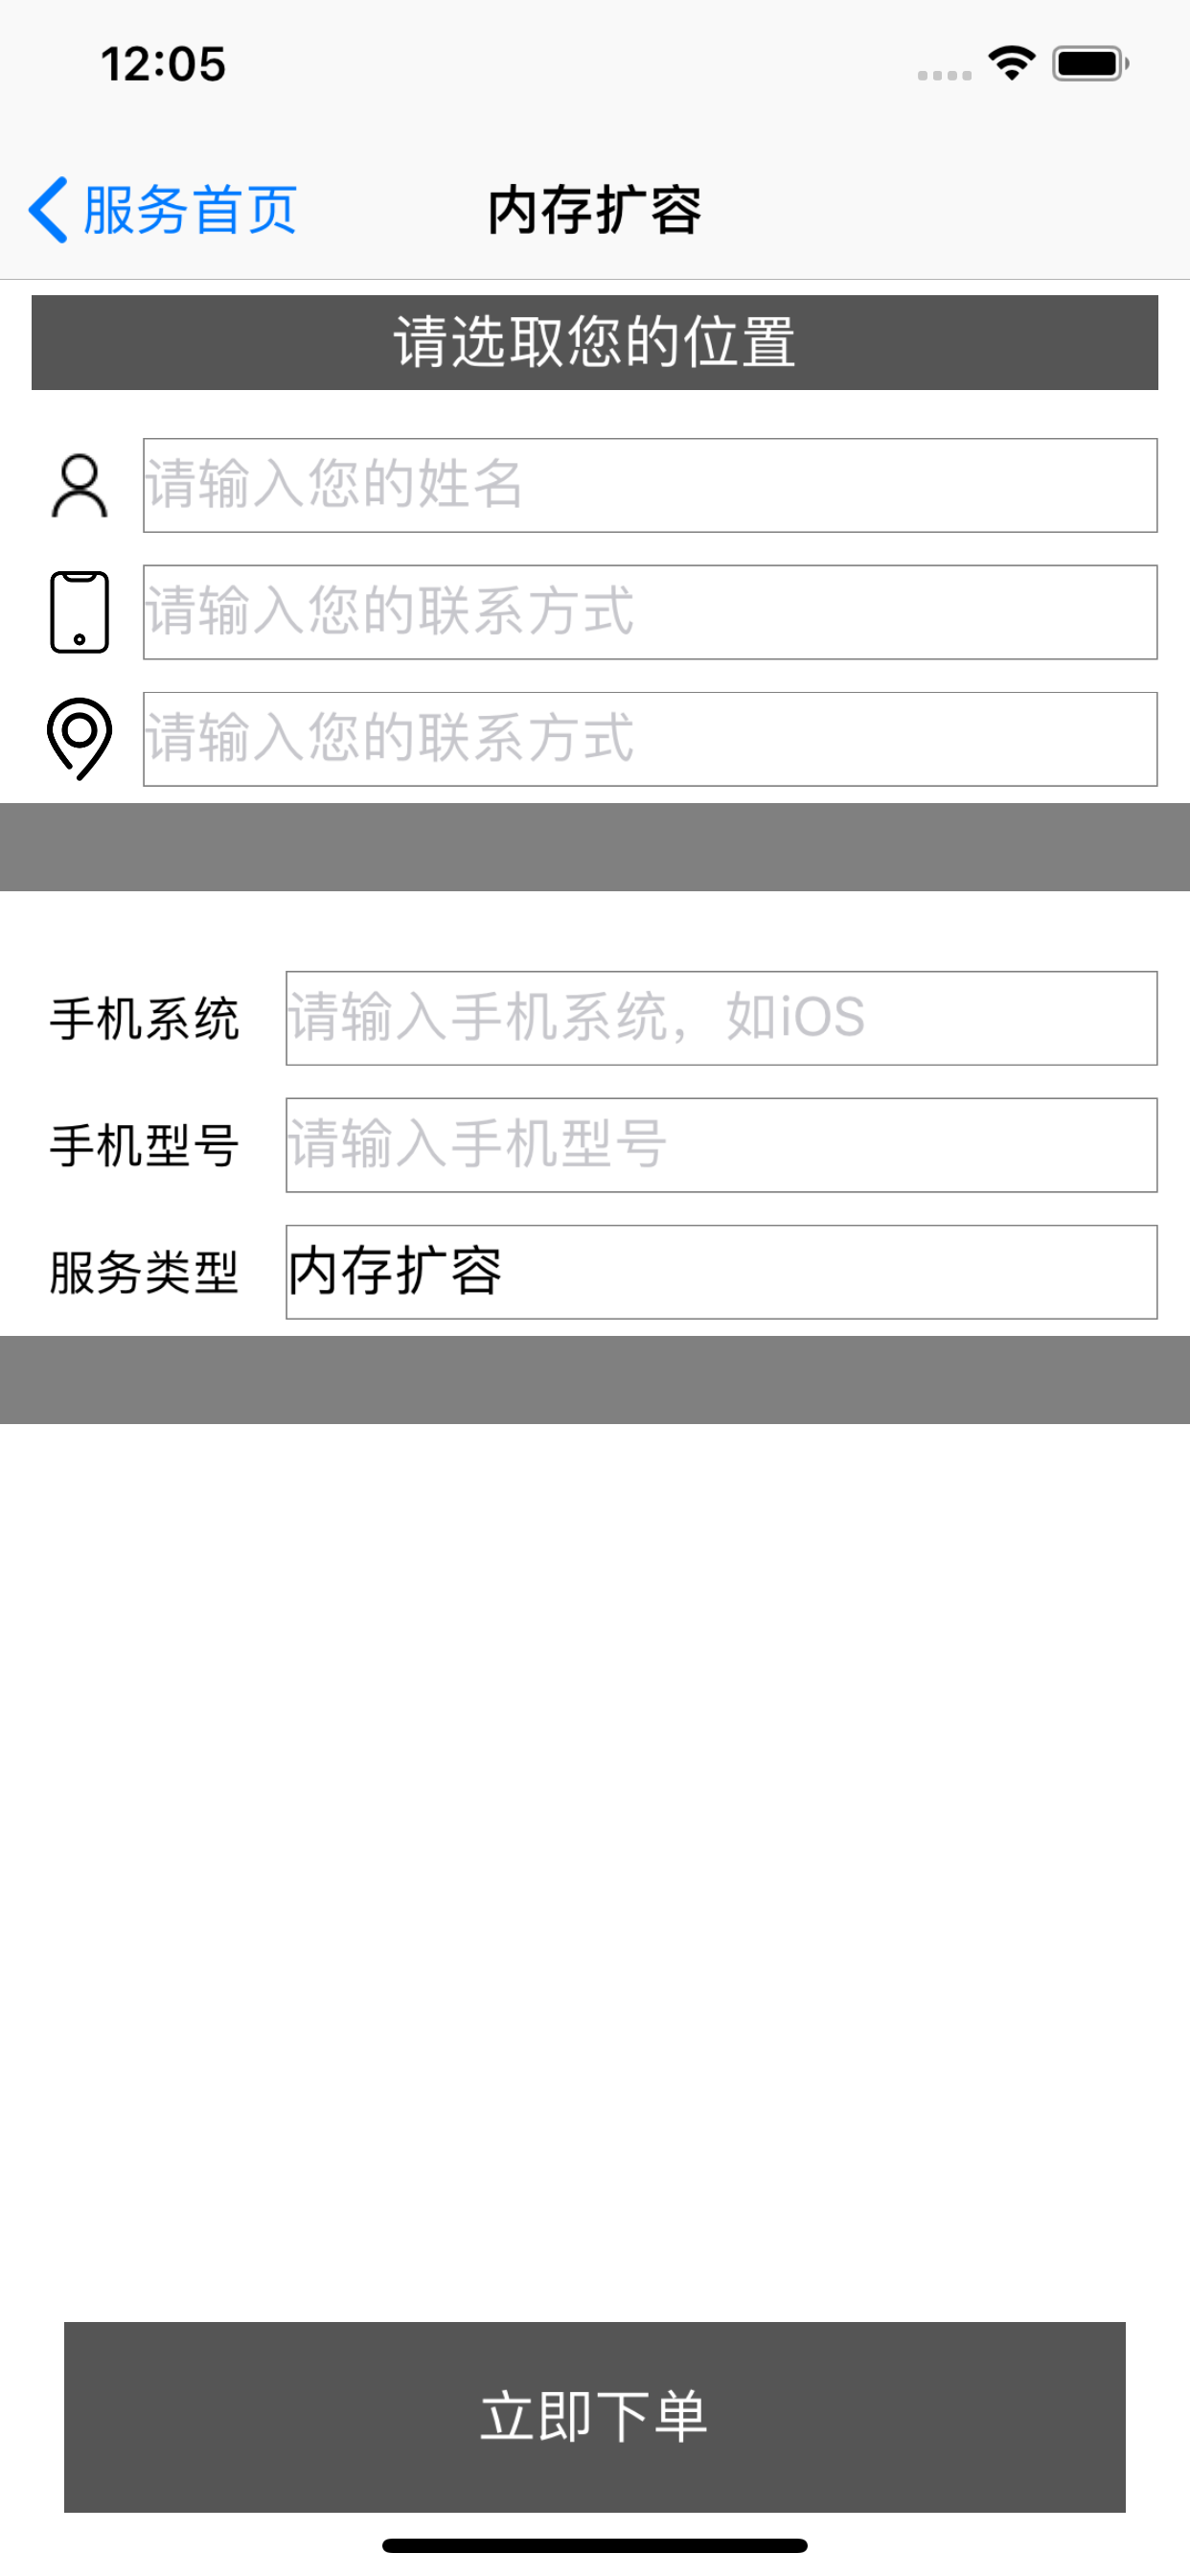 12:05
服务首页
内存扩容
请选取您的位置
请输入您的姓名
请输入您的联系方式
请输入您的联系方式
手机系统 请输入手机系统，如iOS
手机型号 请输入手机型号
服务类型 内存扩容
立即下单